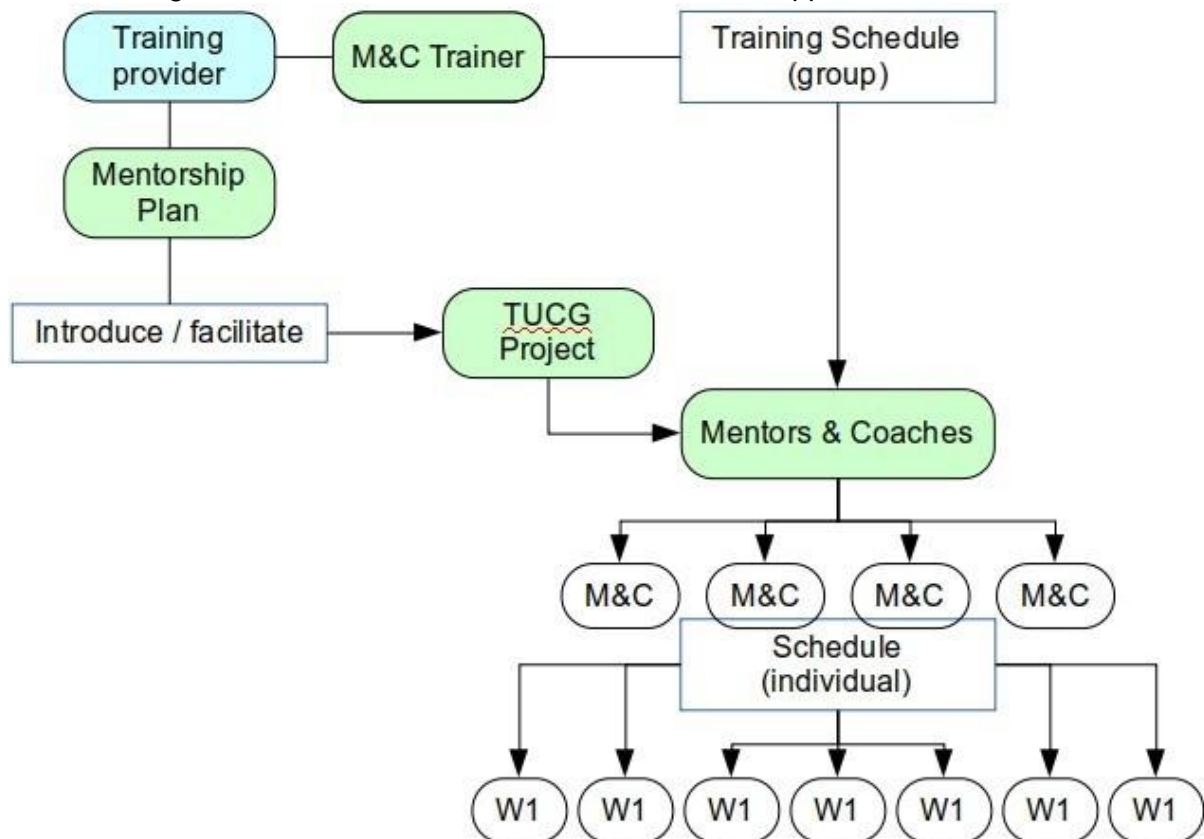 Training
provider
M&C Trainer
Training Schedule
(group)
Mentorship
Plan
Introduce / facilitate
TUCG
Project
Mentors & Coaches
M&C
M&C
M&C
M&C
Schedule
(individual)
W1
W1
W1
W1
W1
W1
W1